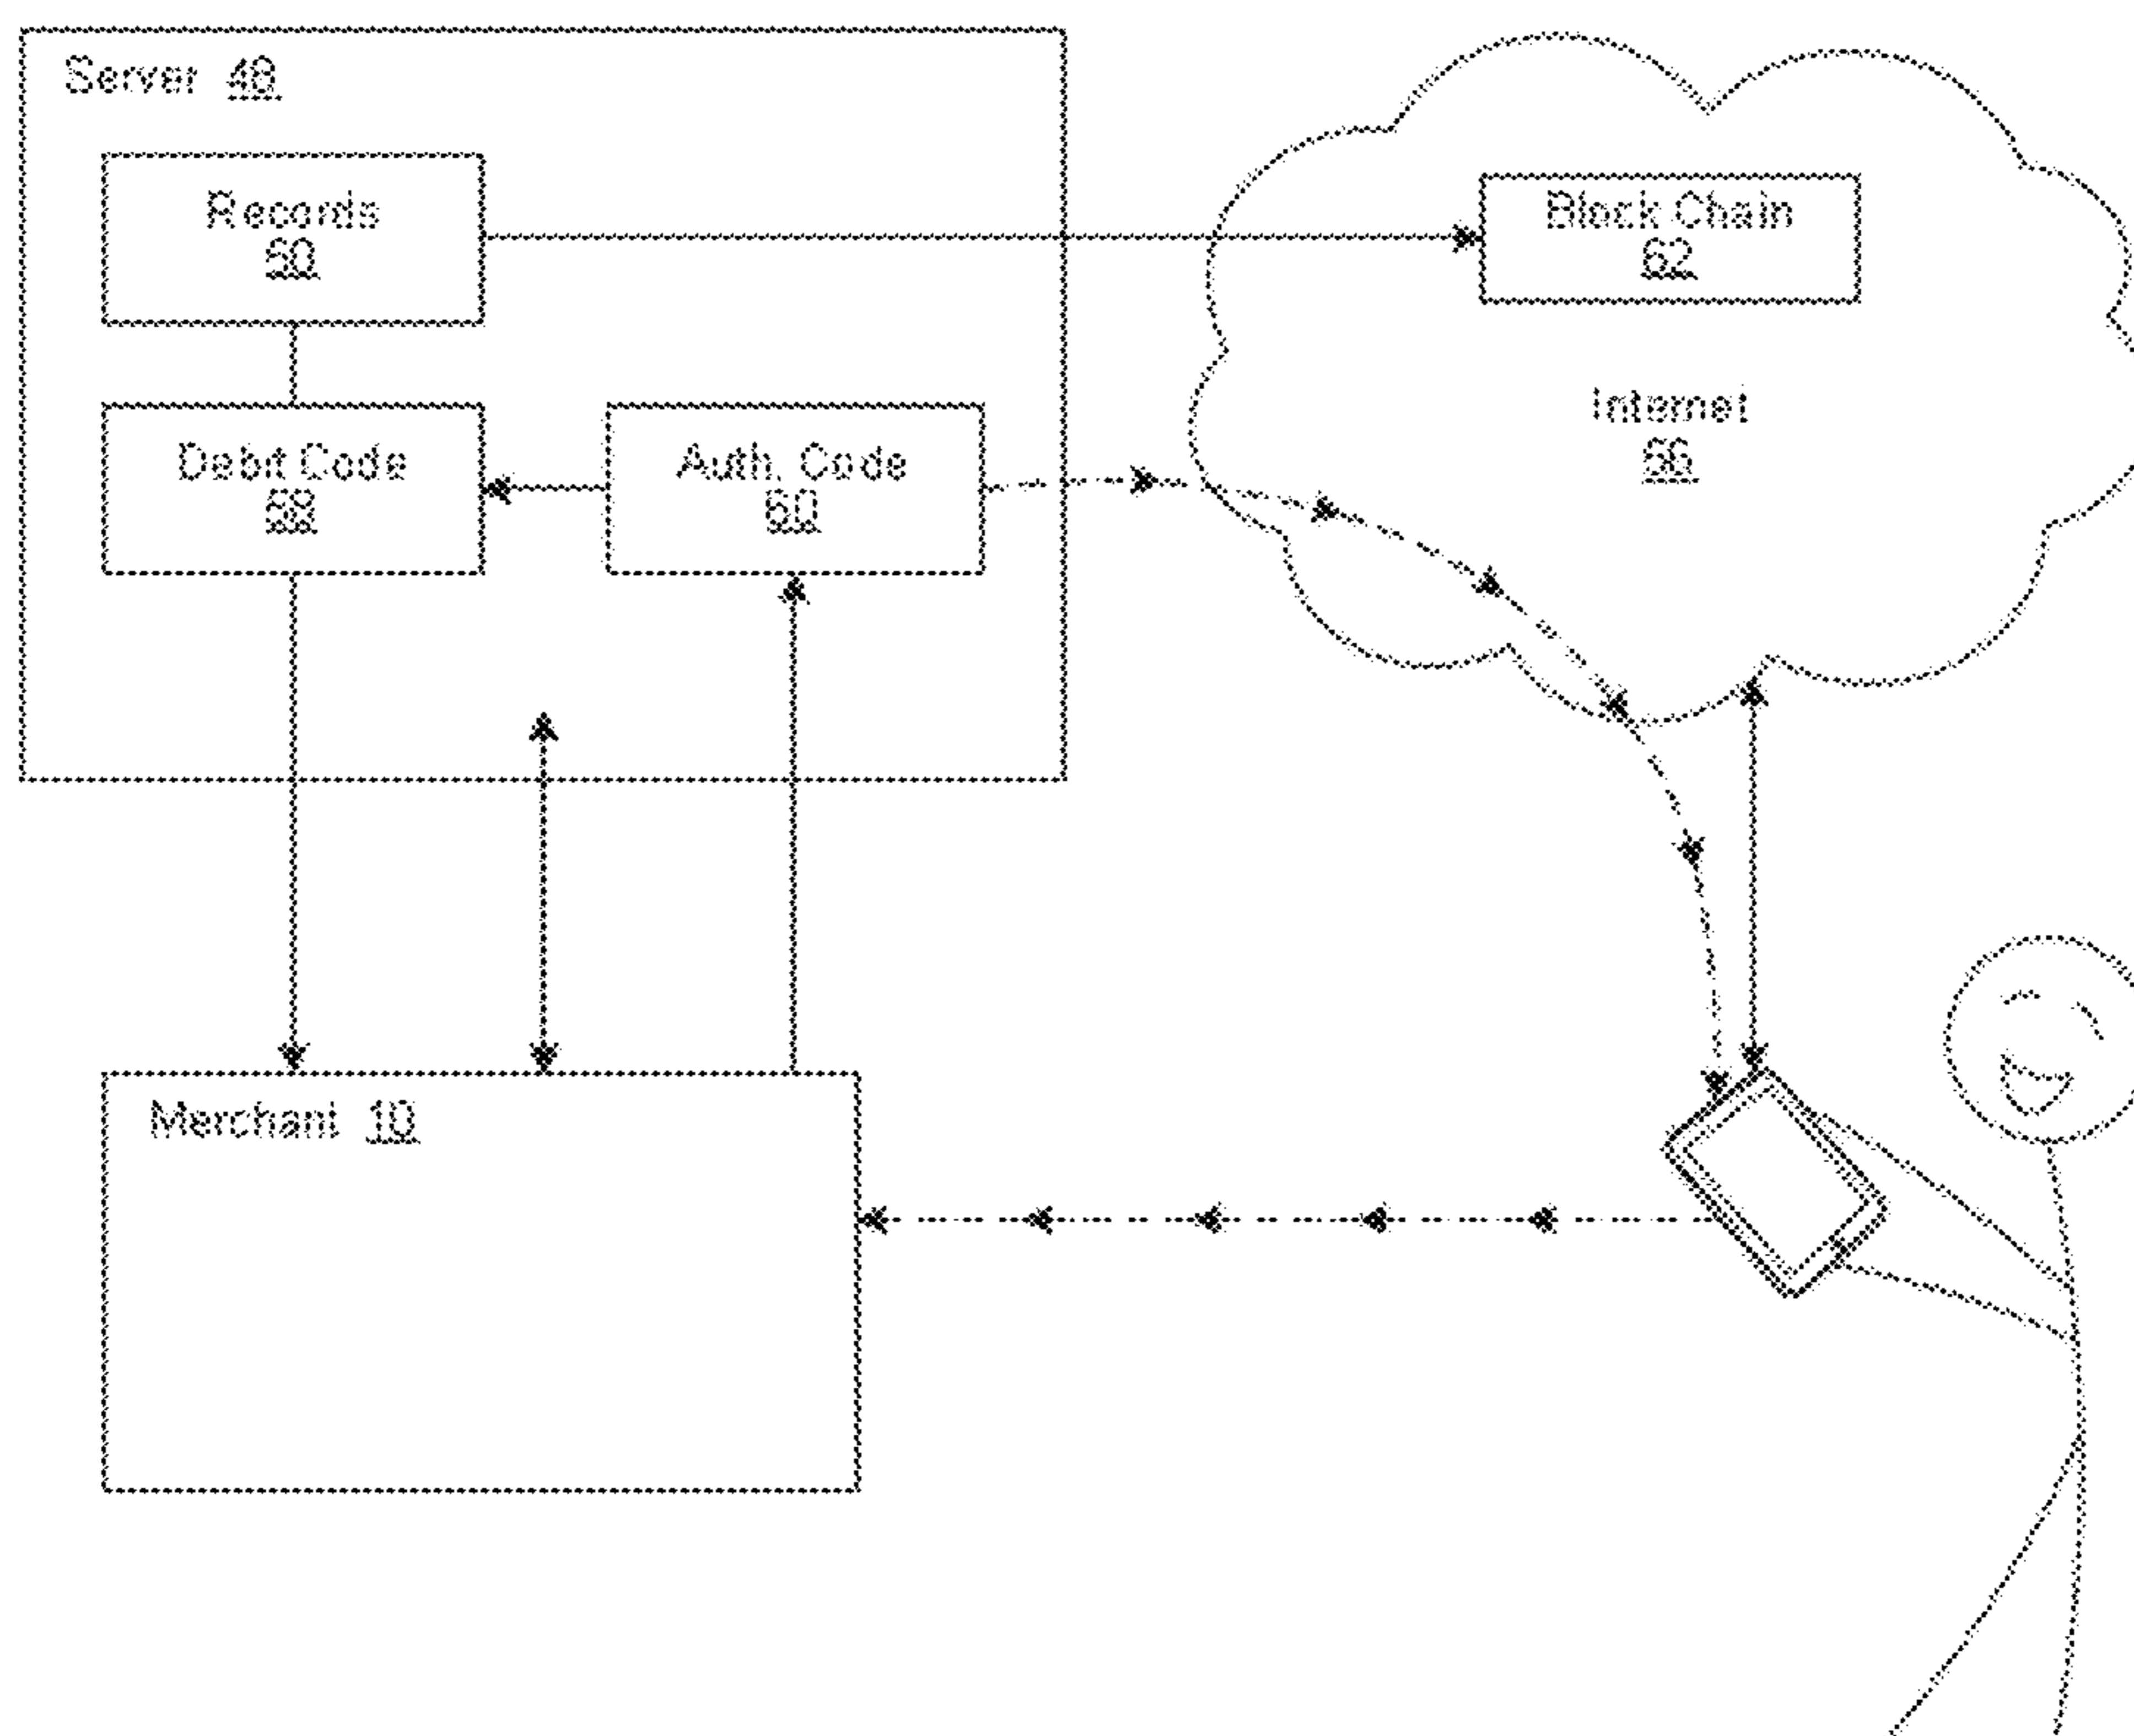 Server 48
Records
50
Block Chain
62
Internet
56
Debit Code
58
Auth. Code
60
Merchant 10